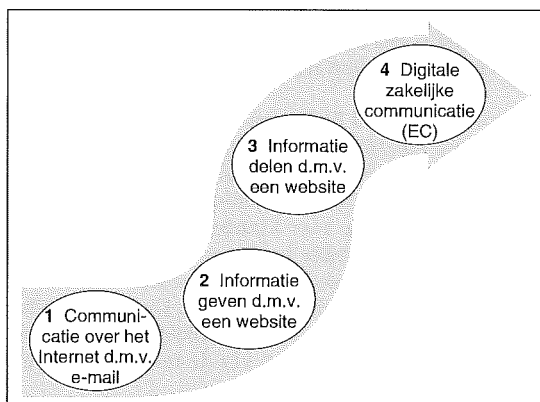 1 Communi-
catie over het
Internet d.m.v.
e-mail
2 Informatie
geven d.m.v.
een website
3 Informatie
delen d.m.v.
een website
4 Digitale
zakelijke
communicatie
(EC)